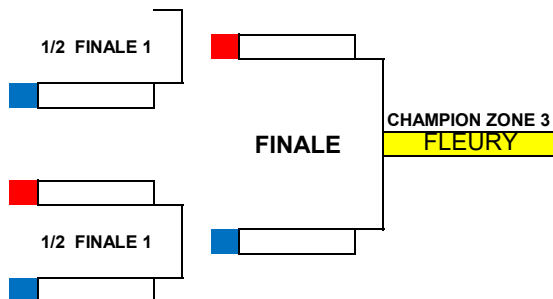 1/2 FINALE 1
CHAMPION ZONE 3
FINALE
FLEURY
1/2 FINALE 1